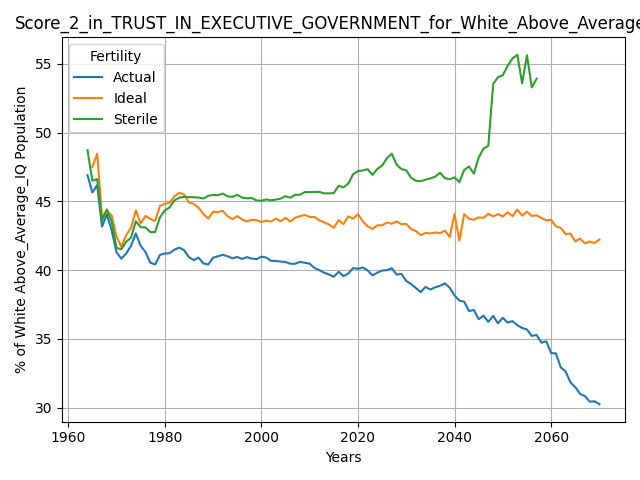 Score_2_in_TRUST_IN_EXECUTIVE_GOVERNMENT_for_White_Above_Average
Fertility
Actual
Ideal
Sterile
% of White Above_Average_IQ Population
55
50
45
40
35
30
1960
1980
2000
2020
2040
2060
Years